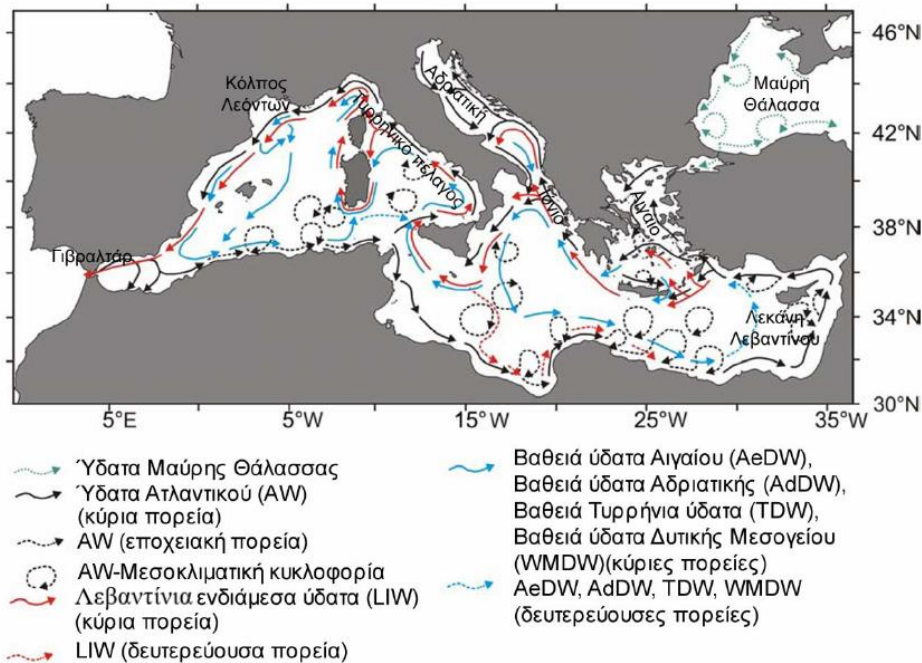 46°N
Κόλπος
Λεόντων
Τιρρηνικό πέλαγος
Αδριατική
Μαύρη
Θάλασσα
42°N
Ιόνιο
Αιγαίο
38°N
Γιβραλτάρ
Λεκάνη
Λεβαντίνου
34°N
30°N
5°E
5°W
15°W
25°W
35°W
Ύδατα Μαύρης Θάλασσας
Ύδατα Ατλαντικού (AW)
(κύρια πορεία)
AW (εποχειακή πορεία)
AW-Μεσοκλιματική κυκλοφορία
Λεβαντίνια ενδιάμεσα ύδατα (LIW)
(κύρια πορεία)
LIW (δευτερεύουσα πορεία)
Βαθειά ύδατα Αιγαίου (AeDW),
Βαθειά ύδατα Αδριατικής (AdDW),
Βαθειά Τυρρήνια ύδατα (TDW),
Βαθειά ύδατα Δυτικής Μεσογείου
(WMDW)(κύριες πορείες)
AeDW, AdDW, TDW, WMDW
(δευτερεύουσες πορείες)